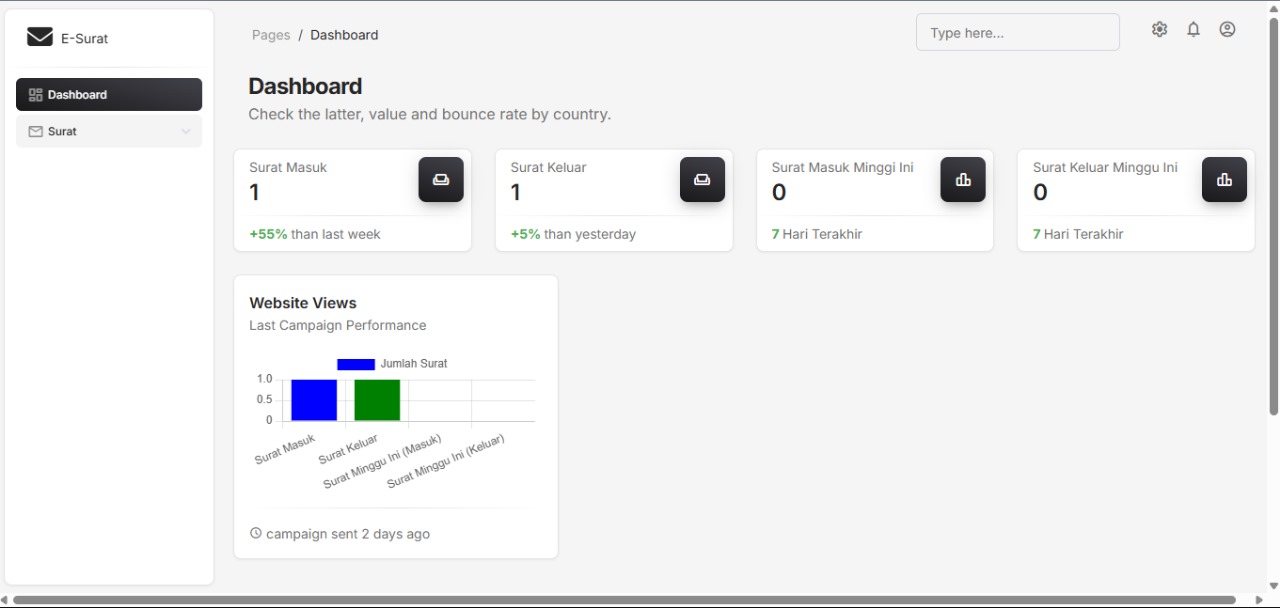 E-Surat
Dashboard
Surat
Pages / Dashboard
Type here...
Dashboard
Check the latter, value and bounce rate by country.
Surat Masuk
1
+55% than last week
Surat Keluar
1
+5% than yesterday
Surat Masuk Minggi Ini
0
7 Hari Terakhir
Surat Keluar Minggu Ini
0
7 Hari Terakhir
Website Views
Last Campaign Performance
Jumlah Surat
1.0
0.5
0
Surat Masuk
Surat Keluar
Surat Minggu Ini (Masuk)
Surat Minggu Ini (Keluar)
campaign sent 2 days ago